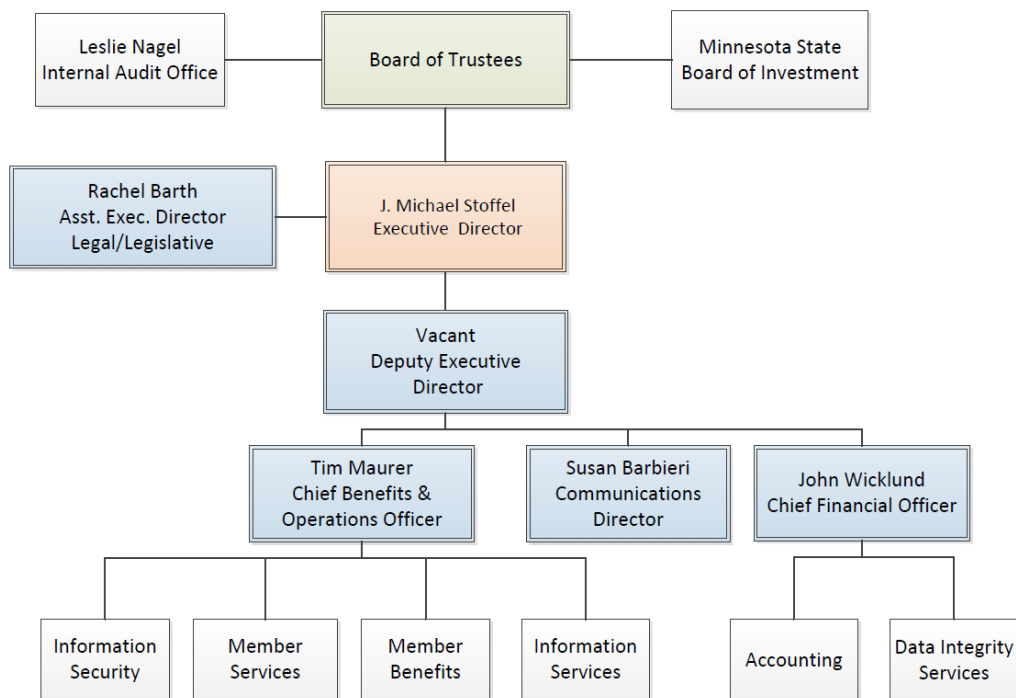 Leslie Nagel
Internal Audit Office
Board of Trustees
Minnesota State
Board of Investment
Rachel Barth
Asst. Exec. Director
Legal/Legislative
J. Michael Stoffel
Executive Director
Vacant
Deputy Executive
Director
Tim Maurer
Chief Benefits &
Operations Officer
Susan Barbieri
Communications
Director
John Wicklund
Chief Financial Officer
Information
Security
Member
Services
Member
Benefits
Information
Services
Accounting
Data Integrity
Services